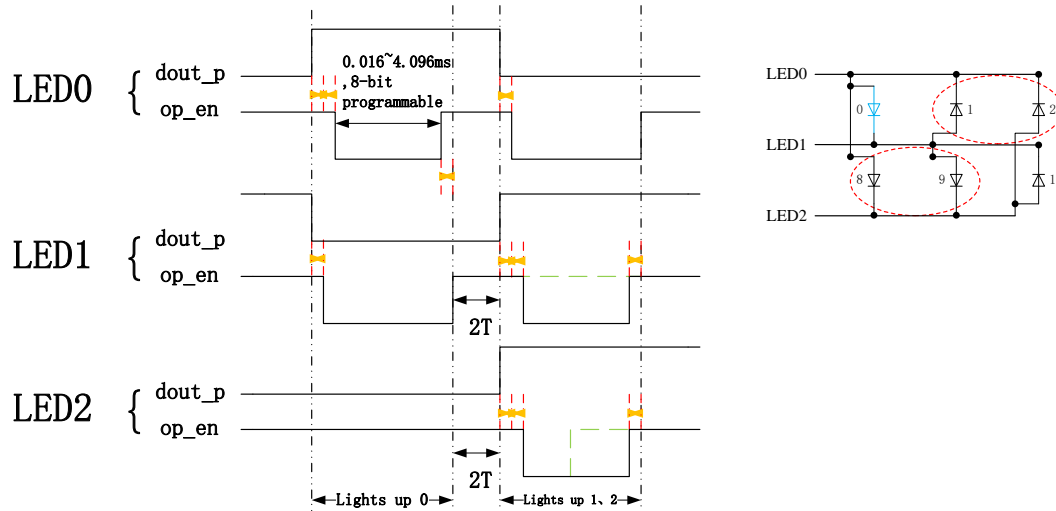 LED0
{
dout_p
op_en
0.016~4.096ms
,8-bit
programmable
LED1
{
dout_p
op_en
2T
LED2
{
dout_p
op_en
2T
Lights up 0
Lights up 1、2
LED0
0
1
2
LED1
8
9
1
LED2